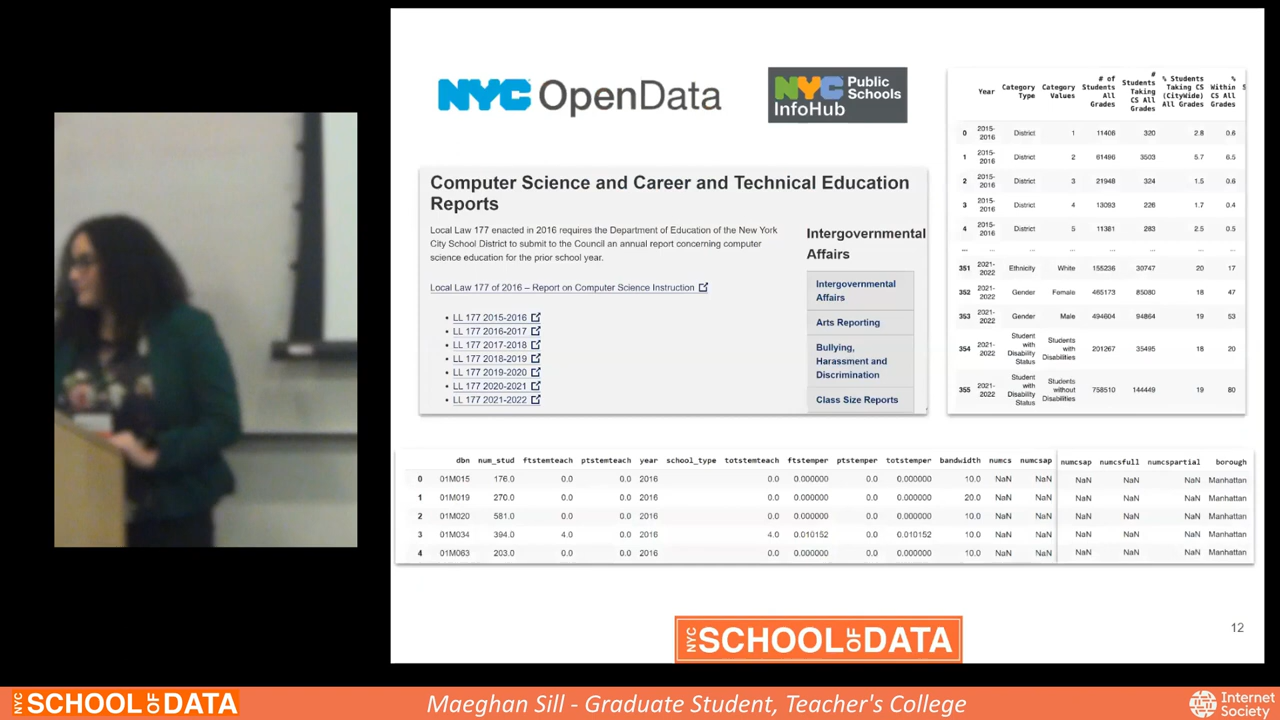 NYC OpenData
NYC Public Schools InfoHub
Computer Science and Career and Technical Education
Reports
Local Law 177 enacted in 2016 requires the Department of Education of the New York
City School District to submit to the Council an annual report concerning computer
science education for the prior school year.
Local Law 177 of 2016 – Report on Computer Science Instruction
• LL 177 2015-2016
• LL 177 2016-2017
• LL 177 2017-2018
• LL 177 2018-2019
• LL 177 2019-2020
• LL 177 2020-2021
• LL 177 2021-2022
Intergovernmental
Affairs
Intergovernmental
Affairs
Arts Reporting
Bullying,
Harassment and
Discrimination
Class Size Reports
Year Category Type Category Values # of Students All Grades # Students Taking CS All Grades % Students Taking CS (CityWide) All Grades % Within CS All Grades S
0 2015-2016 District 1 11408 320 2.8 0.6
1 2015-2016 District 2 61496 3503 5.7 6.5
2 2015-2016 District 3 21948 324 1.5 0.6
3 2015-2016 District 4 13093 226 1.7 0.4
4 2015-2016 District 5 11381 283 2.5 0.5
... ... ... ... ... ... ... ...
351 2021-2022 Ethnicity White 155236 30747 20 17
352 2021-2022 Gender Female 465173 85080 18 47
353 2021-2022 Gender Male 494604 94864 19 53
354 2021-2022 Student with Disability Status Students with Disabilities 201267 35495 18 20
355 2021-2022 Student with Disability Status Students without Disabilities 758510 144449 19 80
dbn num_stud ftstemteach ptstemteach year school_type totstemteach ftstemper ptstemper totstemper bandwidth numcs numcsap numcsap numcsfull numcspartial borough
0 01M015 176.0 0.0 0.0 2016 0.0 0.000000 0.0 0.000000 10.0 NaN NaN NaN NaN NaN Manhattan
1 01M019 270.0 0.0 0.0 2016 0.0 0.000000 0.0 0.000000 20.0 NaN NaN NaN NaN NaN Manhattan
2 01M020 581.0 0.0 0.0 2016 0.0 0.000000 0.0 0.000000 10.0 NaN NaN NaN NaN NaN Manhattan
3 01M034 394.0 4.0 0.0 2016 4.0 0.010152 0.0 0.010152 10.0 NaN NaN NaN NaN NaN Manhattan
4 01M063 203.0 0.0 0.0 2016 0.0 0.000000 0.0 0.000000 10.0 NaN NaN NaN NaN NaN Manhattan
NYC SCHOOL OF DATA
12
NYC SCHOOL OF DATA
Maeghan Sill - Graduate Student, Teacher's College
Internet
Society